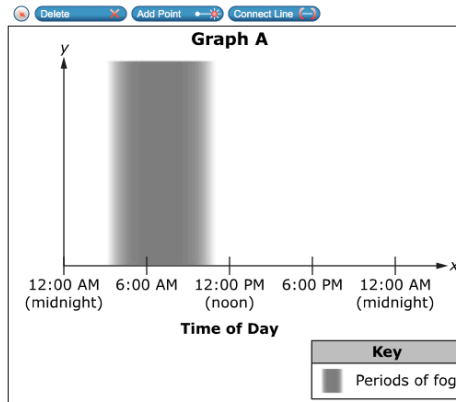 Delete Add Point Connect Line
Graph A
y
x
12:00 AM 6:00 AM 12:00 PM 6:00 PM 12:00 AM
(midnight) (noon) (midnight)
Time of Day
Key
Periods of fog